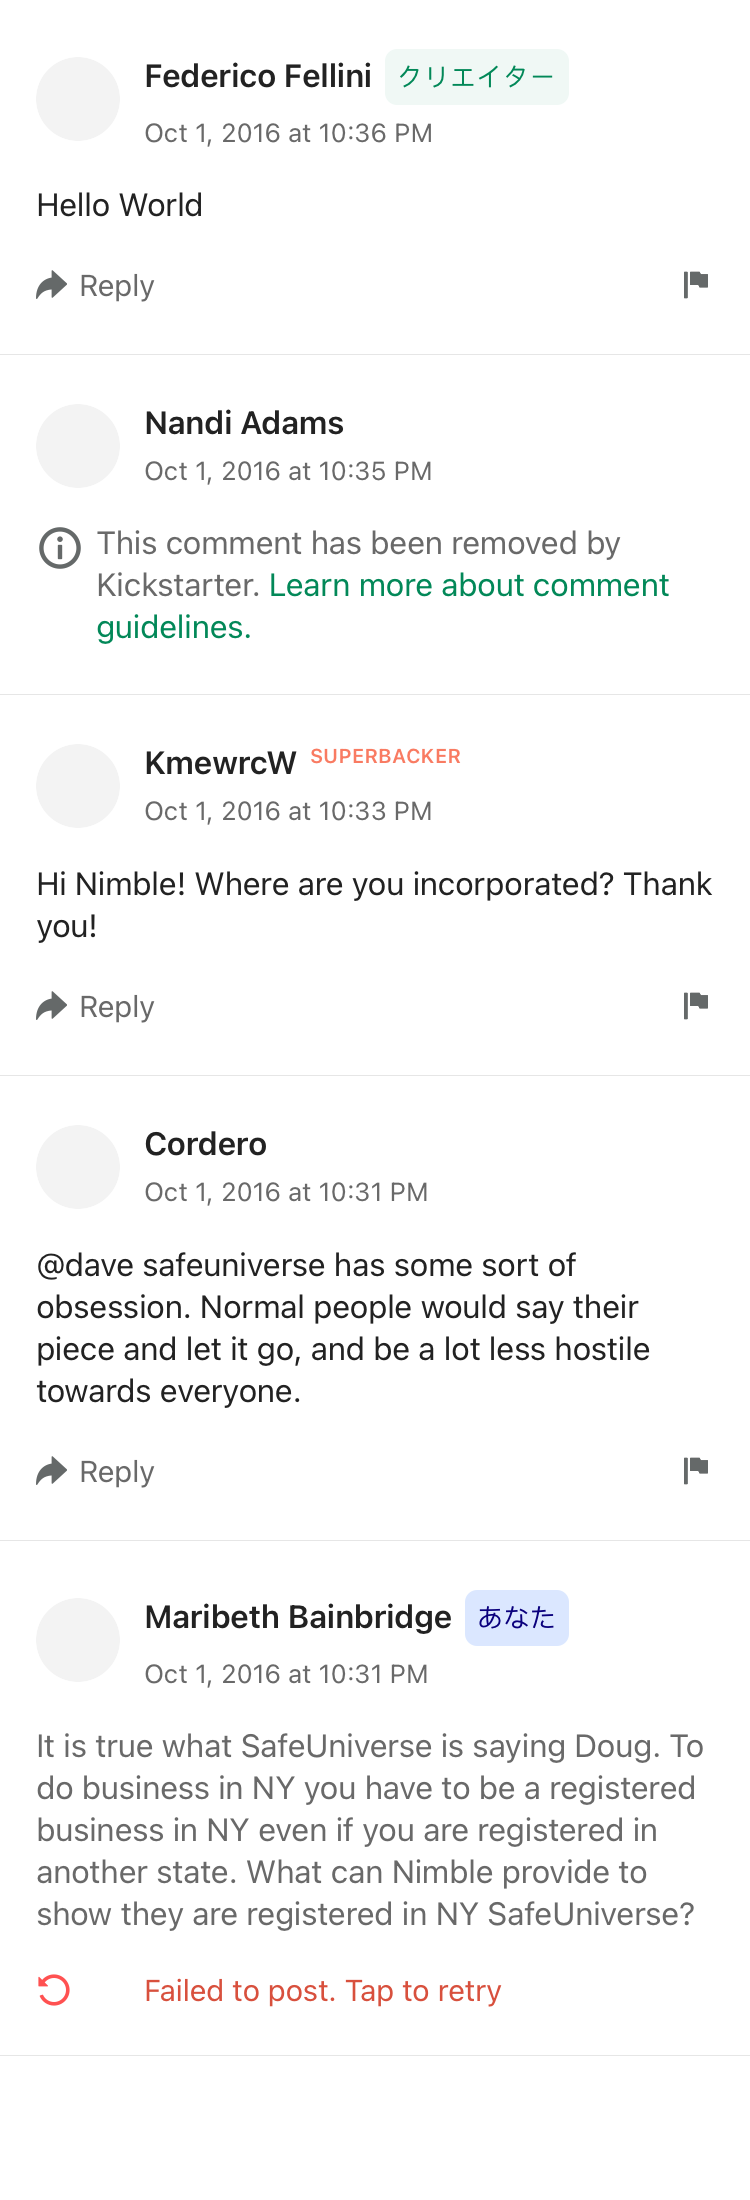 Federico Fellini クリエイター
Oct 1, 2016 at 10:36 PM
Hello World
Reply
Nandi Adams
Oct 1, 2016 at 10:35 PM
This comment has been removed by
Kickstarter. Learn more about comment
guidelines.
KmewrcW SUPERBACKER
Oct 1, 2016 at 10:33 PM
Hi Nimble! Where are you incorporated? Thank
you!
Reply
Cordero
Oct 1, 2016 at 10:31 PM
@dave safeuniverse has some sort of
obsession. Normal people would say their
piece and let it go, and be a lot less hostile
towards everyone.
Reply
Maribeth Bainbridge あなた
Oct 1, 2016 at 10:31 PM
It is true what SafeUniverse is saying Doug. To
do business in NY you have to be a registered
business in NY even if you are registered in
another state. What can Nimble provide to
show they are registered in NY SafeUniverse?
Failed to post. Tap to retry